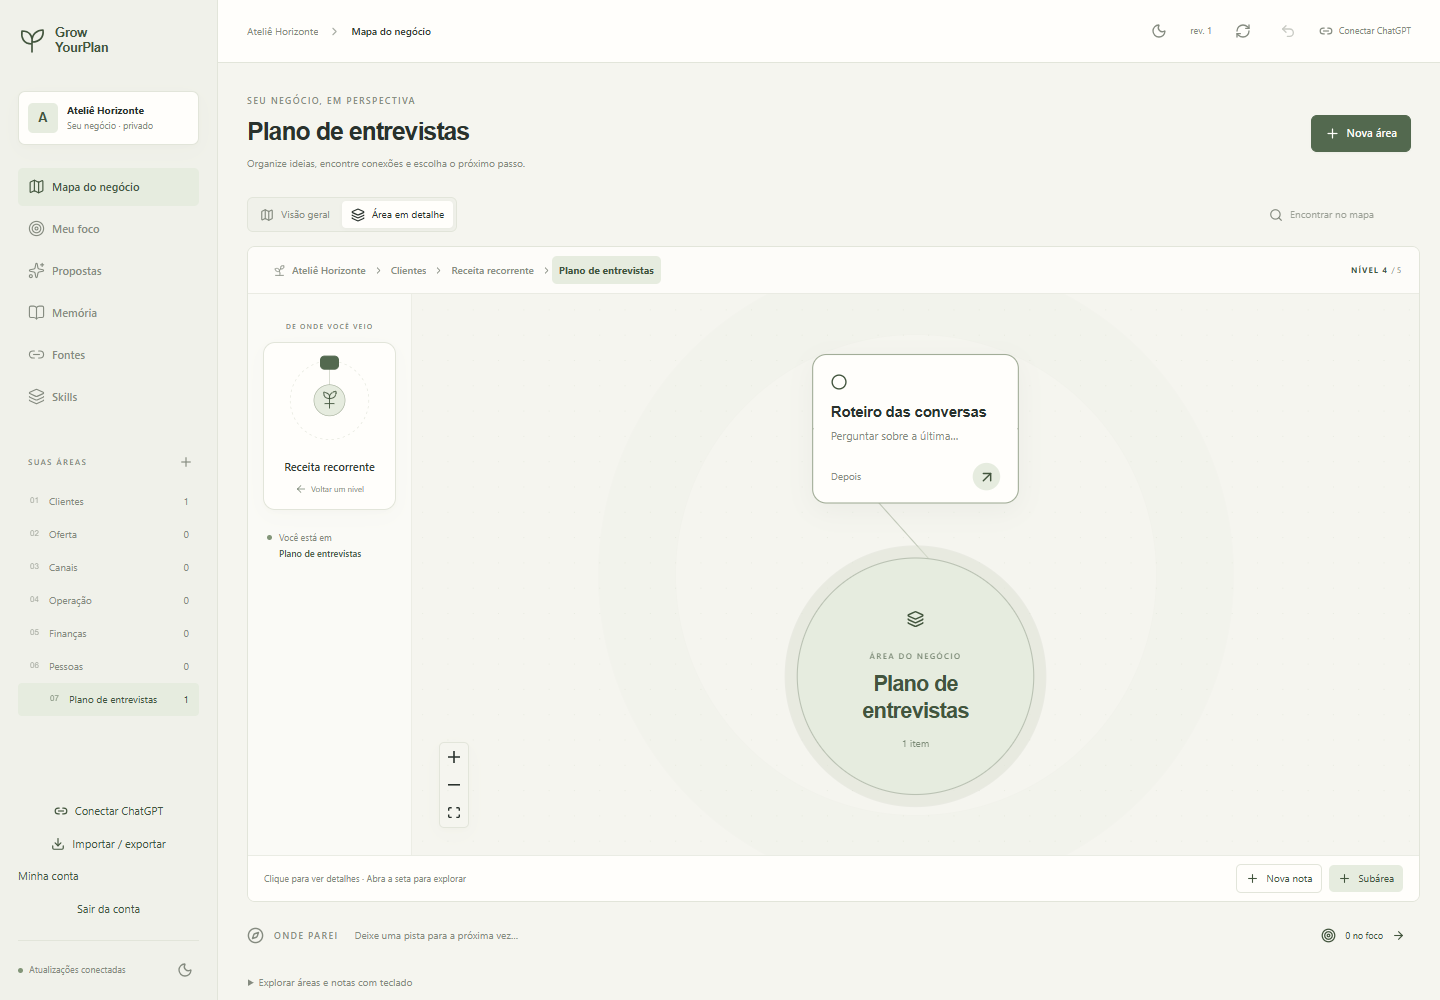 Grow
YourPlan
A
Ateliê Horizonte
Seu negócio · privado
Mapa do negócio
Meu foco
Propostas
Memória
Fontes
Skills
SUAS ÁREAS
01 Clientes 1
02 Oferta 0
03 Canais 0
04 Operação 0
05 Finanças 0
06 Pessoas 0
07 Plano de entrevistas 1
Conectar ChatGPT
Importar / exportar
Minha conta
Sair da conta
Atualizações conectadas
Ateliê Horizonte > Mapa do negócio
rev. 1
Conectar ChatGPT
SEU NEGÓCIO, EM PERSPECTIVA
Plano de entrevistas
Organize ideias, encontre conexões e escolha o próximo passo.
Nova área
Visão geral
Área em detalhe
Encontrar no mapa
Ateliê Horizonte > Clientes > Receita recorrente > Plano de entrevistas
NÍVEL 4 / 5
DE ONDE VOCÊ VEIO
Receita recorrente
Voltar um nível
Você está em
Plano de entrevistas
Roteiro das conversas
Perguntar sobre a última...
Depois
ÁREA DO NEGÓCIO
Plano de
entrevistas
1 item
Clique para ver detalhes · Abra a seta para explorar
Nova nota
Subárea
ONDE PAREI
Deixe uma pista para a próxima vez...
0 no foco
Explorar áreas e notas com teclado